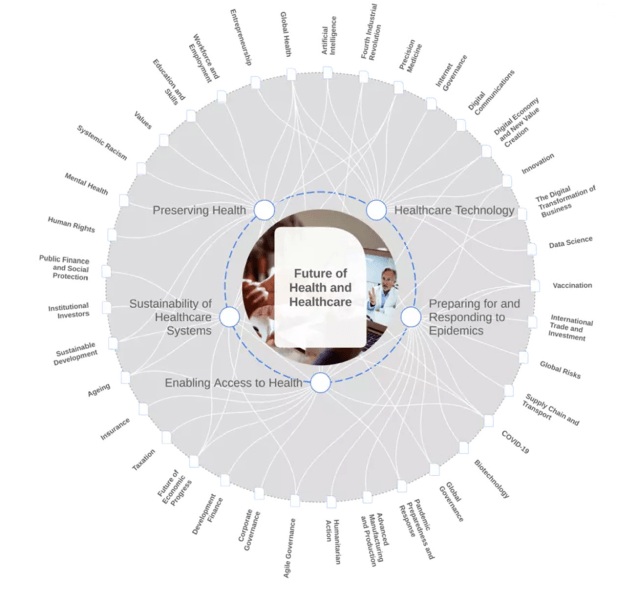 Future of
Health and
Healthcare
Preserving Health
Healthcare Technology
Sustainability of
Healthcare
Systems
Preparing for and
Responding to
Epidemics
Enabling Access to Health
Global Health
Artificial
Intelligence
Fourth Industrial
Revolution
Precision
Medicine
Internet
Governance
Digital
Communications
Digital Economy
and New Value
Creation
Innovation
The Digital
Transformation of
Business
Data Science
Vaccination
International
Trade and
Investment
Global Risks
Supply Chain and
Transport
COVID-19
Biotechnology
Global
Governance
Pandemic
Preparedness and
Response
Advanced
Manufacturing
and Production
Humanitarian
Action
Agile Governance
Corporate
Governance
Development
Finance
Future of
Economic
Progress
Taxation
Insurance
Ageing
Sustainable
Development
Institutional
Investors
Public Finance
and Social
Protection
Human Rights
Mental Health
Systemic Racism
Values
Education and
Skills
Workforce and
Employment
Entrepreneurship